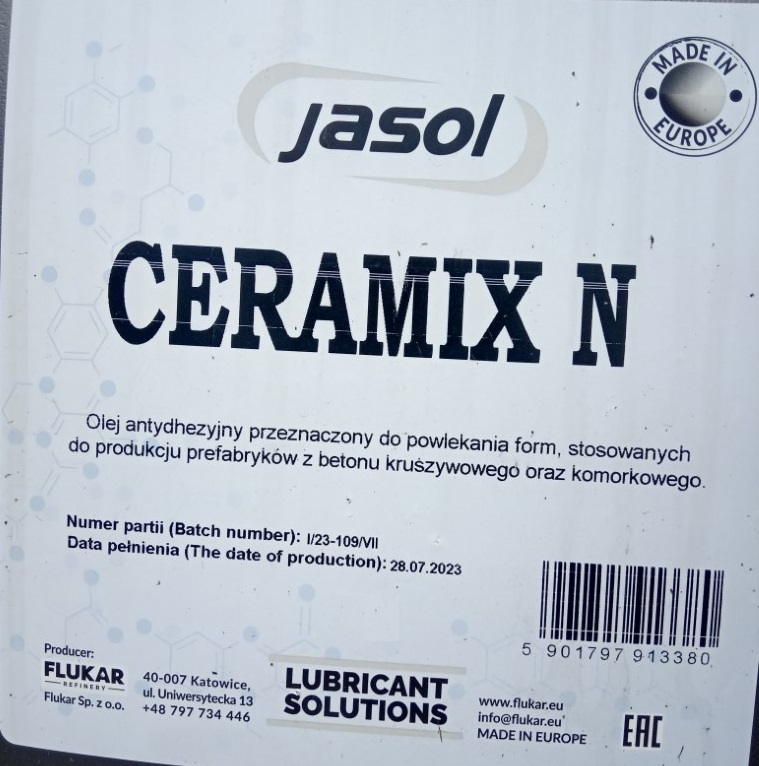 MADE IN
EUROPE
jasol
CERAMIX N
Olej antydhezyjny przeznaczony do powlekania form, stosowanych
do produkcju prefabryków z betonu kruszywowego oraz komorkowego.
Numer partii (Batch number): I/23-109/VII
Data pełnienia (The date of production): 28.07.2023
5 901797 913380
Producer:
FLUKAR
REFINERY
Flukar Sp. z o.o.
40-007 Katowice,
ul. Uniwersytecka 13
+48 797 734 446
LUBRICANT
SOLUTIONS
www.flukar.eu
info@flukar.eu
MADE IN EUROPE
EAC